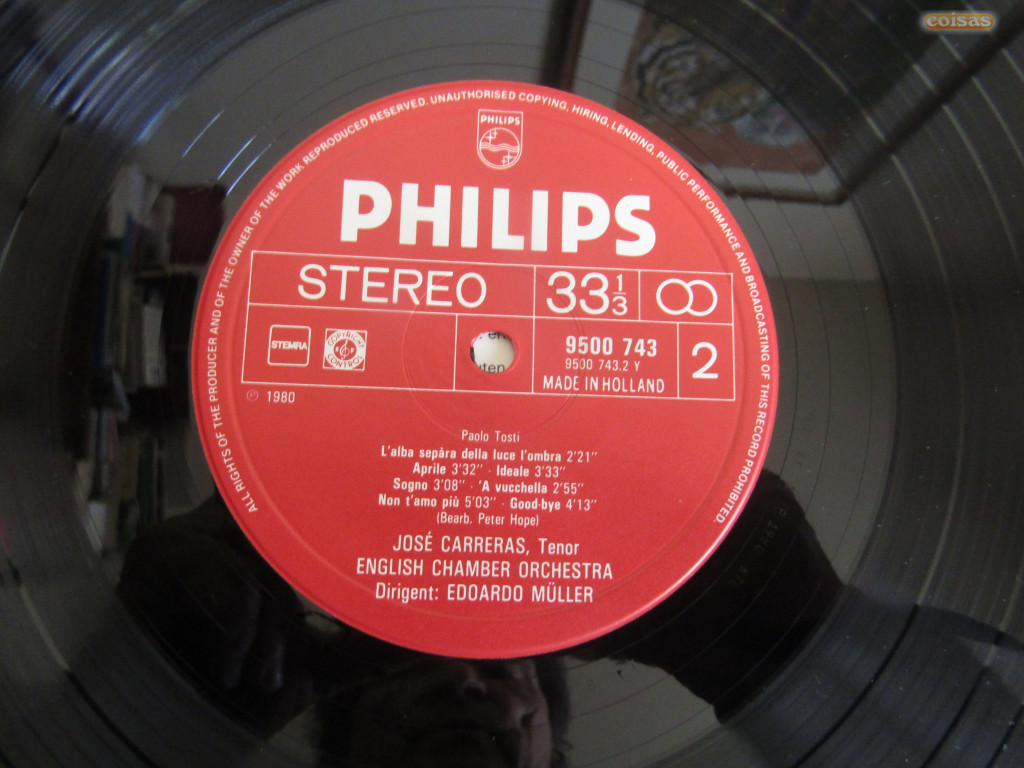 coisas
ALL RIGHTS OF THE PRODUCER AND OF THE OWNER OF THE WORK REPRODUCED RESERVED. UNAUTHORISED COPYING, HIRING, LENDING, PUBLIC PERFORMANCE AND BROADCASTING OF THIS RECORD PROHIBITED.
PHILIPS
PHILIPS
STEREO 33 1/3
STEMRA COPYRIGHT CONTROL 9500 743 2
9500 743.2 Y
MADE IN HOLLAND
℗ 1980
Paolo Tosti
L'alba sepàra della luce l'ombra 2'21"
Aprile 3'32" · Ideale 3'33"
Sogno 3'08" · 'A vucchella 2'55"
Non t'amo più 5'03" · Good-bye 4'13"
(Bearb. Peter Hope)
JOSÉ CARRERAS, Tenor
ENGLISH CHAMBER ORCHESTRA
Dirigent: EDOARDO MÜLLER